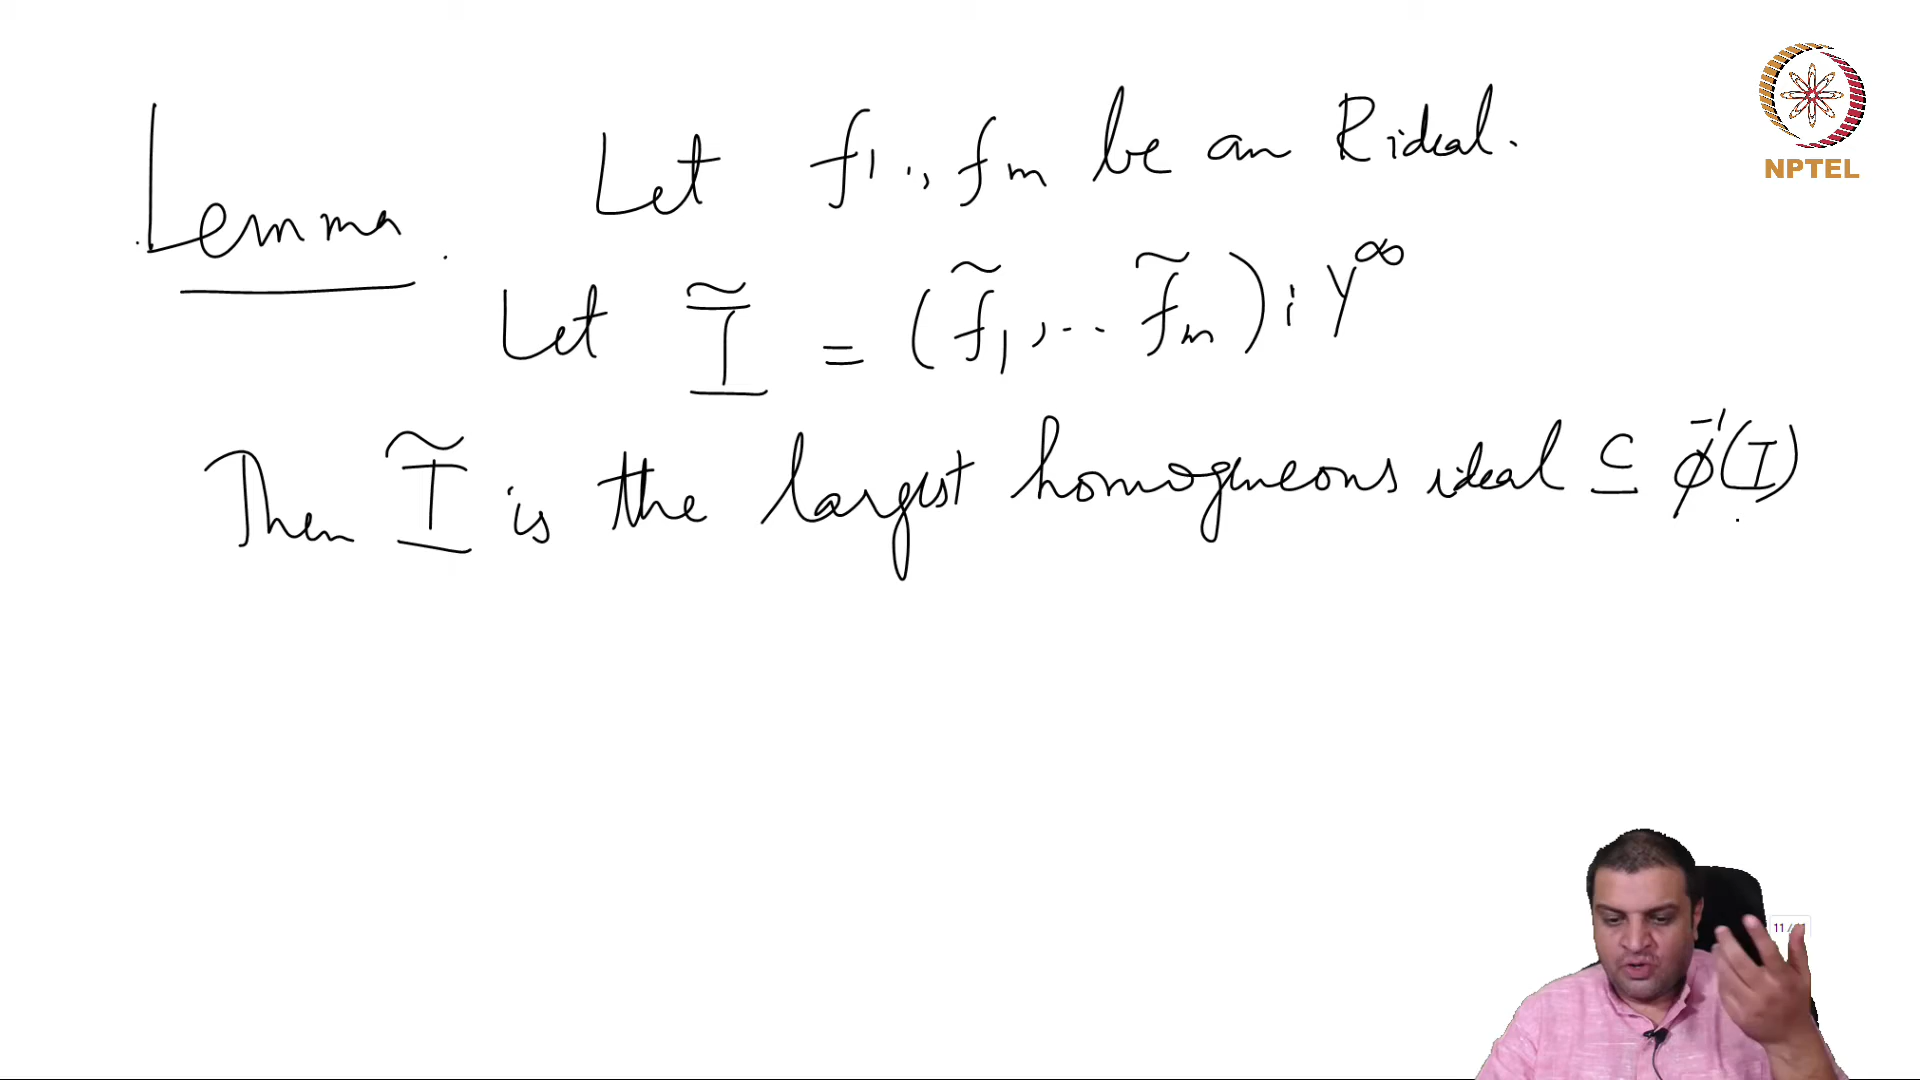 Lemma. Let f1.., fm be an R ideal.
Let Ĩ = (f̃1, ... f̃m) : Y^∞
Then Ĩ is the largest homogeneous ideal ⊆ ϕ^-1(I)
NPTEL